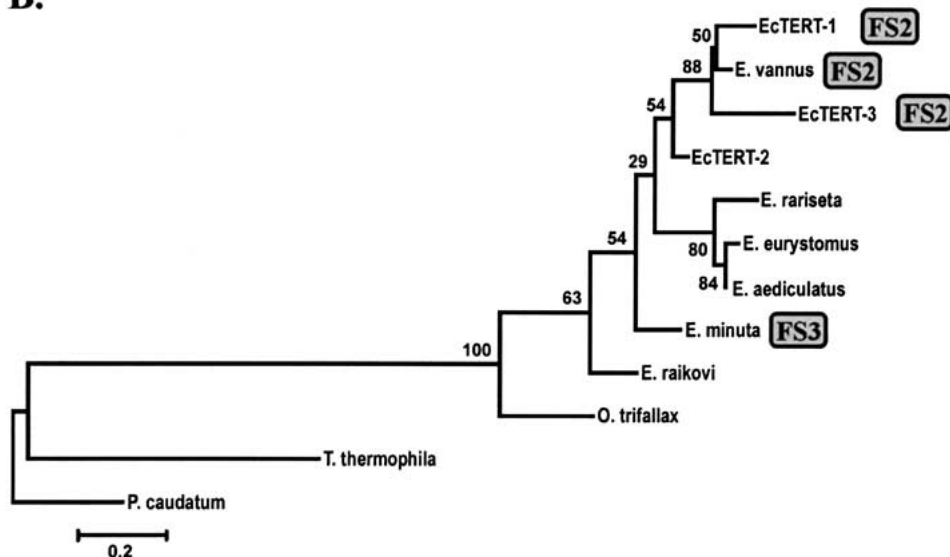 B.
EcTERT-1 FS2
50
E. vannus FS2
88
EcTERT-3 FS2
54
EcTERT-2
29
E. rariseta
54
E. eurystomus
80
84
E. aediculatus
63
E. minuta FS3
100
E. raikovi
O. trifallax
T. thermophila
P. caudatum
0.2